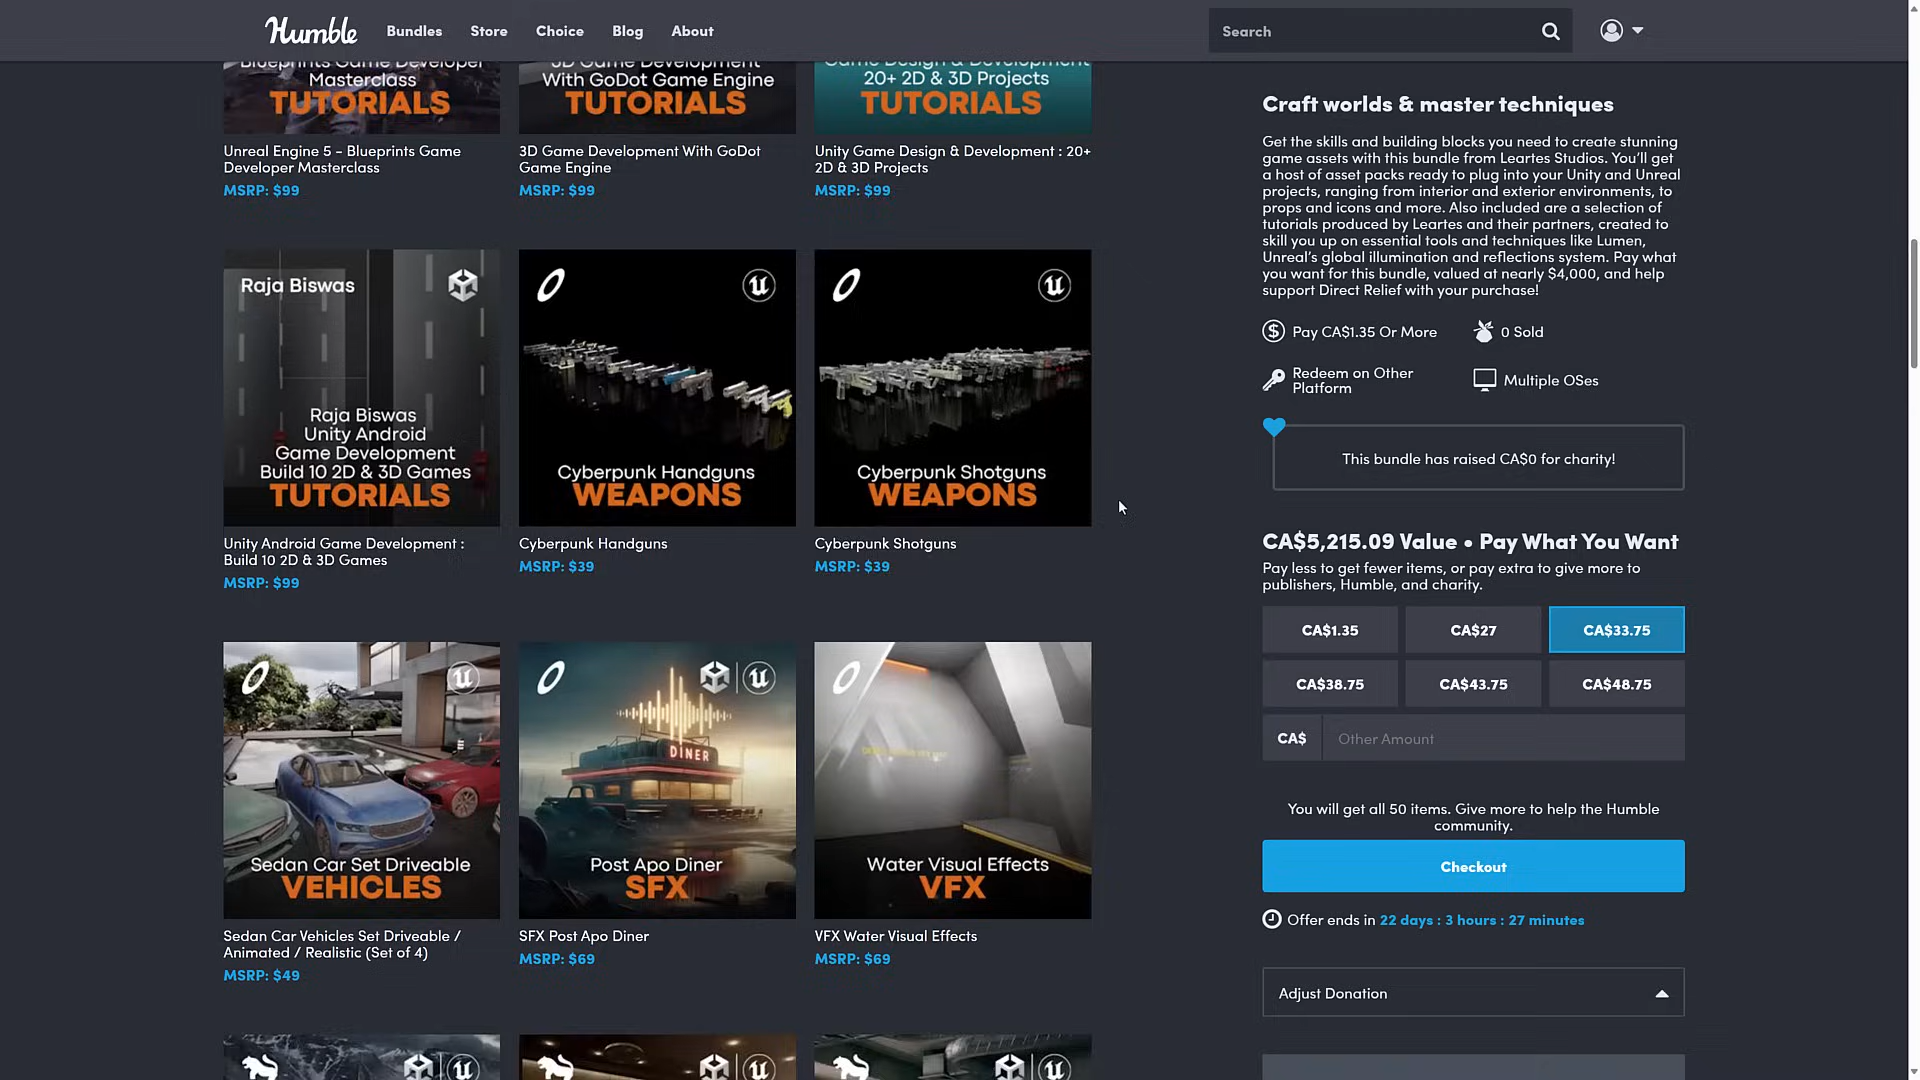 Humble
Bundles
Store
Choice
Blog
About
Search
Blueprints Game Developer
Masterclass
TUTORIALS
3D Game Development
With GoDot Game Engine
TUTORIALS
Game Design & Development
20+ 2D & 3D Projects
TUTORIALS
Unreal Engine 5 - Blueprints Game
Developer Masterclass
MSRP: $99
3D Game Development With GoDot
Game Engine
MSRP: $99
Unity Game Design & Development : 20+
2D & 3D Projects
MSRP: $99
Raja Biswas
Raja Biswas
Unity Android
Game Development
Build 10 2D & 3D Games
TUTORIALS
Cyberpunk Handguns
WEAPONS
Cyberpunk Shotguns
WEAPONS
Unity Android Game Development :
Build 10 2D & 3D Games
MSRP: $99
Cyberpunk Handguns
MSRP: $39
Cyberpunk Shotguns
MSRP: $39
Sedan Car Set Driveable
VEHICLES
DINER
Post Apo Diner
SFX
Water Visual Effects
VFX
Sedan Car Vehicles Set Driveable /
Animated / Realistic (Set of 4)
MSRP: $49
SFX Post Apo Diner
MSRP: $69
VFX Water Visual Effects
MSRP: $69
Craft worlds & master techniques
Get the skills and building blocks you need to create stunning
game assets with this bundle from Leartes Studios. You’ll get
a host of asset packs ready to plug into your Unity and Unreal
projects, ranging from interior and exterior environments, to
props and icons and more. Also included are a selection of
tutorials produced by Leartes and their partners, created to
skill you up on essential tools and techniques like Lumen,
Unreal’s global illumination and reflections system. Pay what
you want for this bundle, valued at nearly $4,000, and help
support Direct Relief with your purchase!
Pay CA$1.35 Or More
0 Sold
Redeem on Other
Platform
Multiple OSes
This bundle has raised CA$0 for charity!
CA$5,215.09 Value • Pay What You Want
Pay less to get fewer items, or pay extra to give more to
publishers, Humble, and charity.
CA$1.35
CA$27
CA$33.75
CA$38.75
CA$43.75
CA$48.75
CA$
Other Amount
You will get all 50 items. Give more to help the Humble
community.
Checkout
Offer ends in 22 days : 3 hours : 27 minutes
Adjust Donation